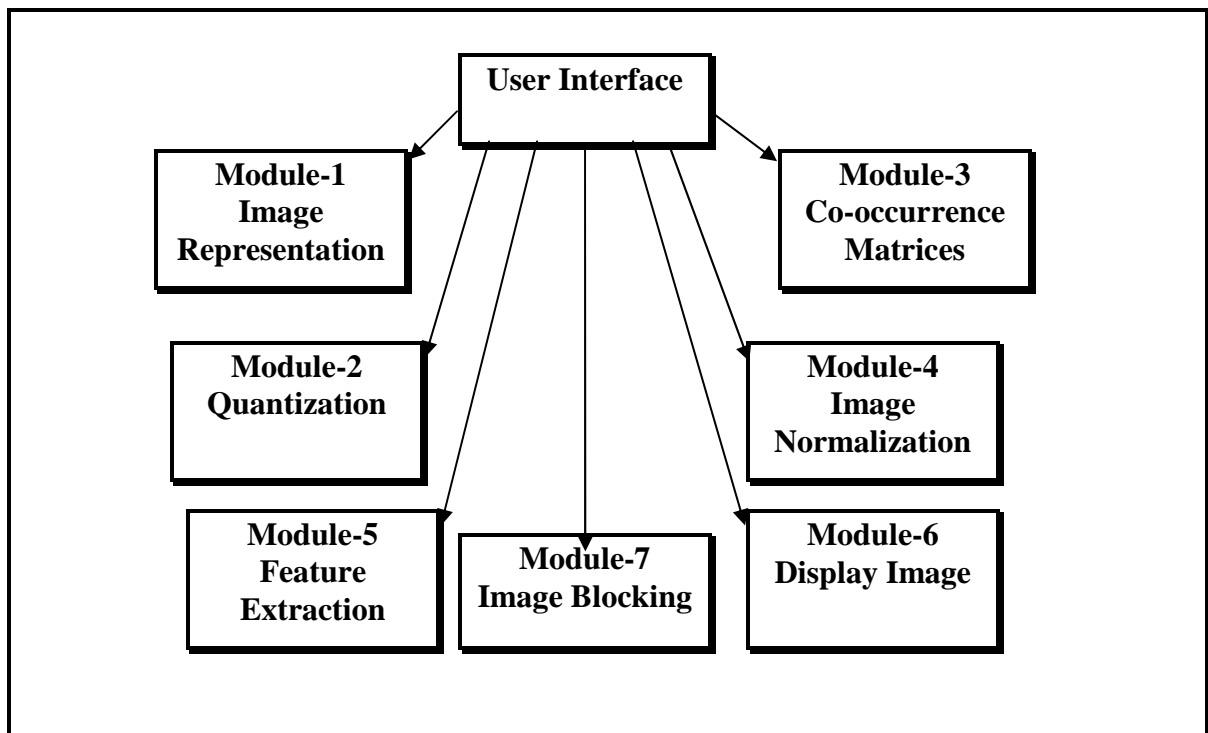 User Interface
Module-1
Image
Representation
Module-3
Co-occurrence
Matrices
Module-2
Quantization
Module-4
Image
Normalization
Module-5
Feature
Extraction
Module-7
Image Blocking
Module-6
Display Image